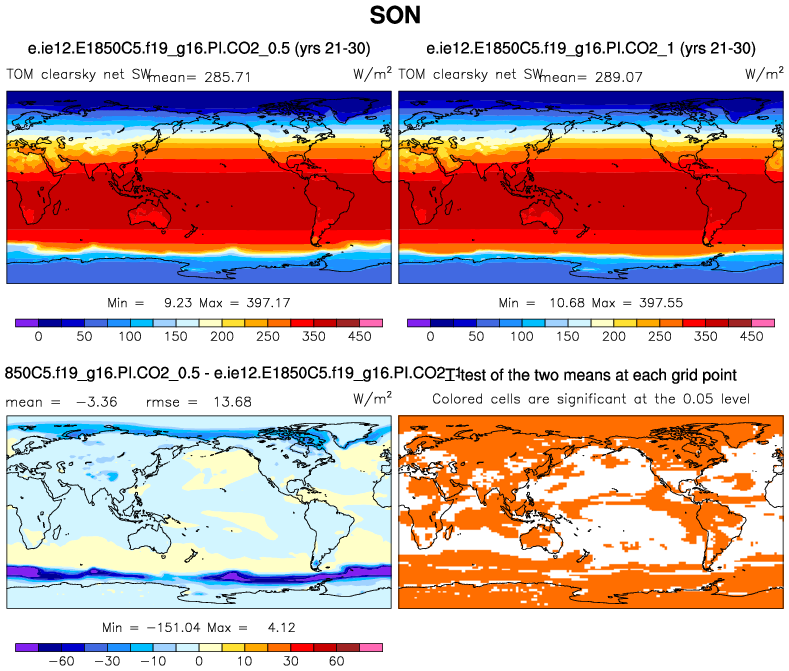 SON
e.ie12.E1850C5.f19_g16.PI.CO2_0.5 (yrs 21-30)
TOM clearsky net SW mean= 285.71 W/m²
Min = 9.23 Max = 397.17
0 50 100 150 200 250 300 350 400 450
e.ie12.E1850C5.f19_g16.PI.CO2_1 (yrs 21-30)
TOM clearsky net SW mean= 289.07 W/m²
Min = 10.68 Max = 397.55
0 50 100 150 200 250 300 350 400 450
850C5.f19_g16.PI.CO2_0.5 - e.ie12.E1850C5.f19_g16.PI.CO2_1
mean = −3.36 rmse = 13.68 W/m²
Min = −151.04 Max = 4.12
−60 −30 −10 0 10 30 60
T-test of the two means at each grid point
Colored cells are significant at the 0.05 level